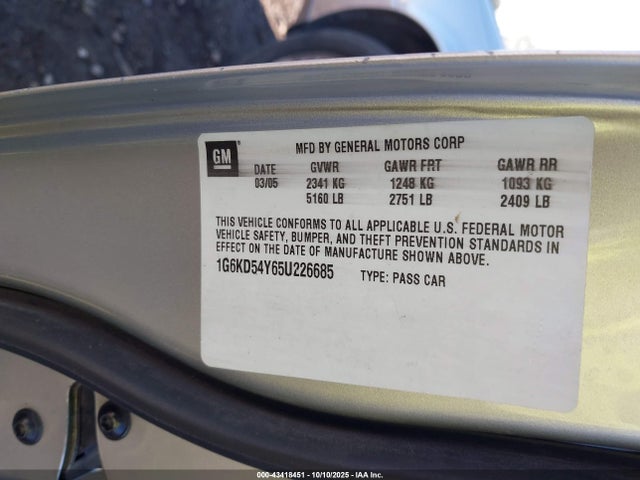 GM
MFD BY GENERAL MOTORS CORP
DATE GVWR GAWR FRT GAWR RR
03/05 2341 KG 1248 KG 1093 KG
5160 LB 2751 LB 2409 LB
THIS VEHICLE CONFORMS TO ALL APPLICABLE U.S. FEDERAL MOTOR
VEHICLE SAFETY, BUMPER, AND THEFT PREVENTION STANDARDS IN
EFFECT ON THE DATE OF MANUFACTURE SHOWN ABOVE.
1G6KD54Y65U226685 TYPE: PASS CAR
000-43418451 - 10/10/2025 - IAA Inc.